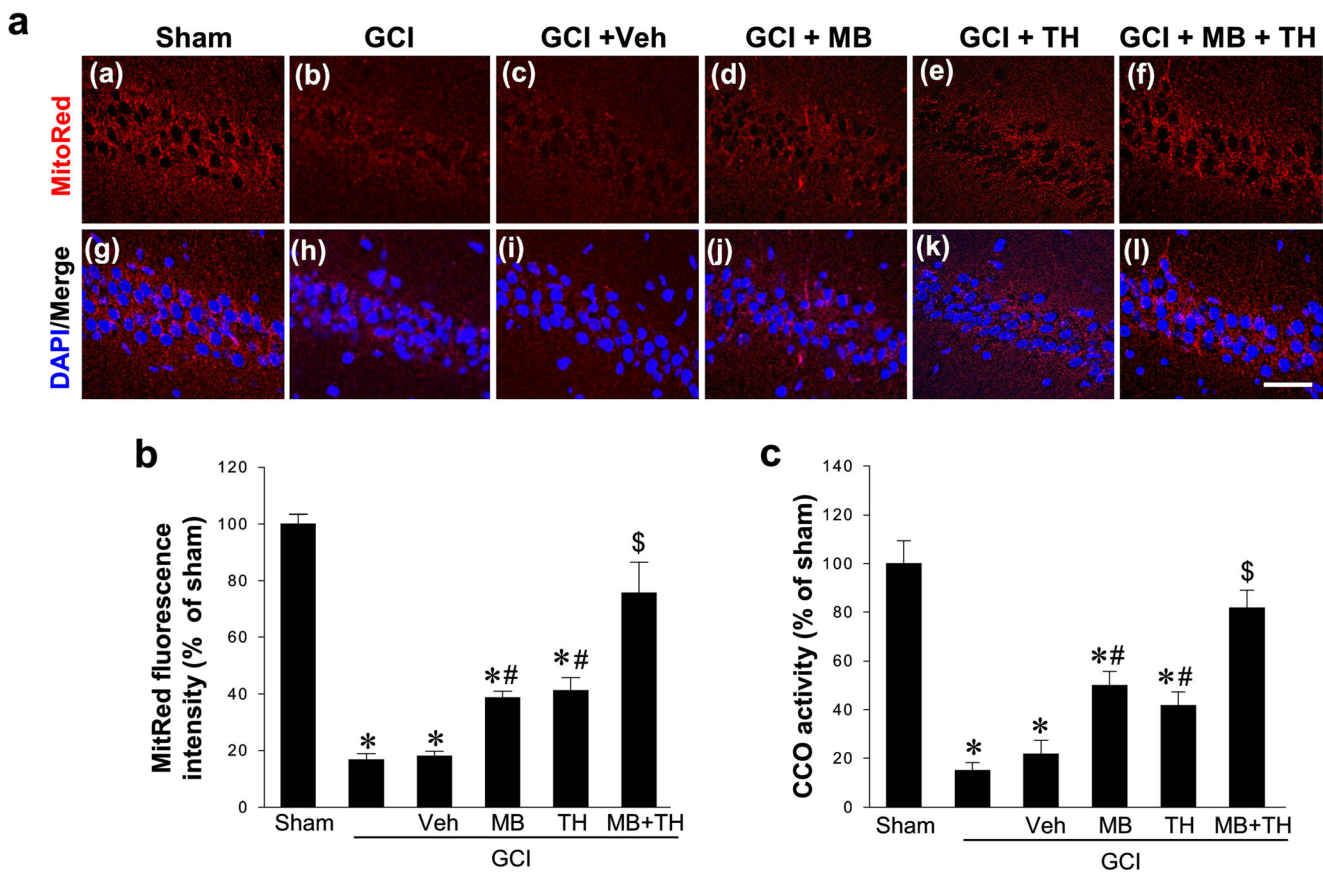 a
Sham GCI GCI +Veh GCI + MB GCI + TH GCI + MB + TH
MitoRed
(a) (b) (c) (d) (e) (f)
DAPI/Merge
(g) (h) (i) (j) (k) (l)
b
MitRed fluorescence
intensity (% of sham)
120
100
80
60
40
20
0
* * *# *# $
Sham Veh MB TH MB+TH
GCI
c
CCO activity (% of sham)
140
120
100
80
60
40
20
0
* * *# *# $
Sham Veh MB TH MB+TH
GCI